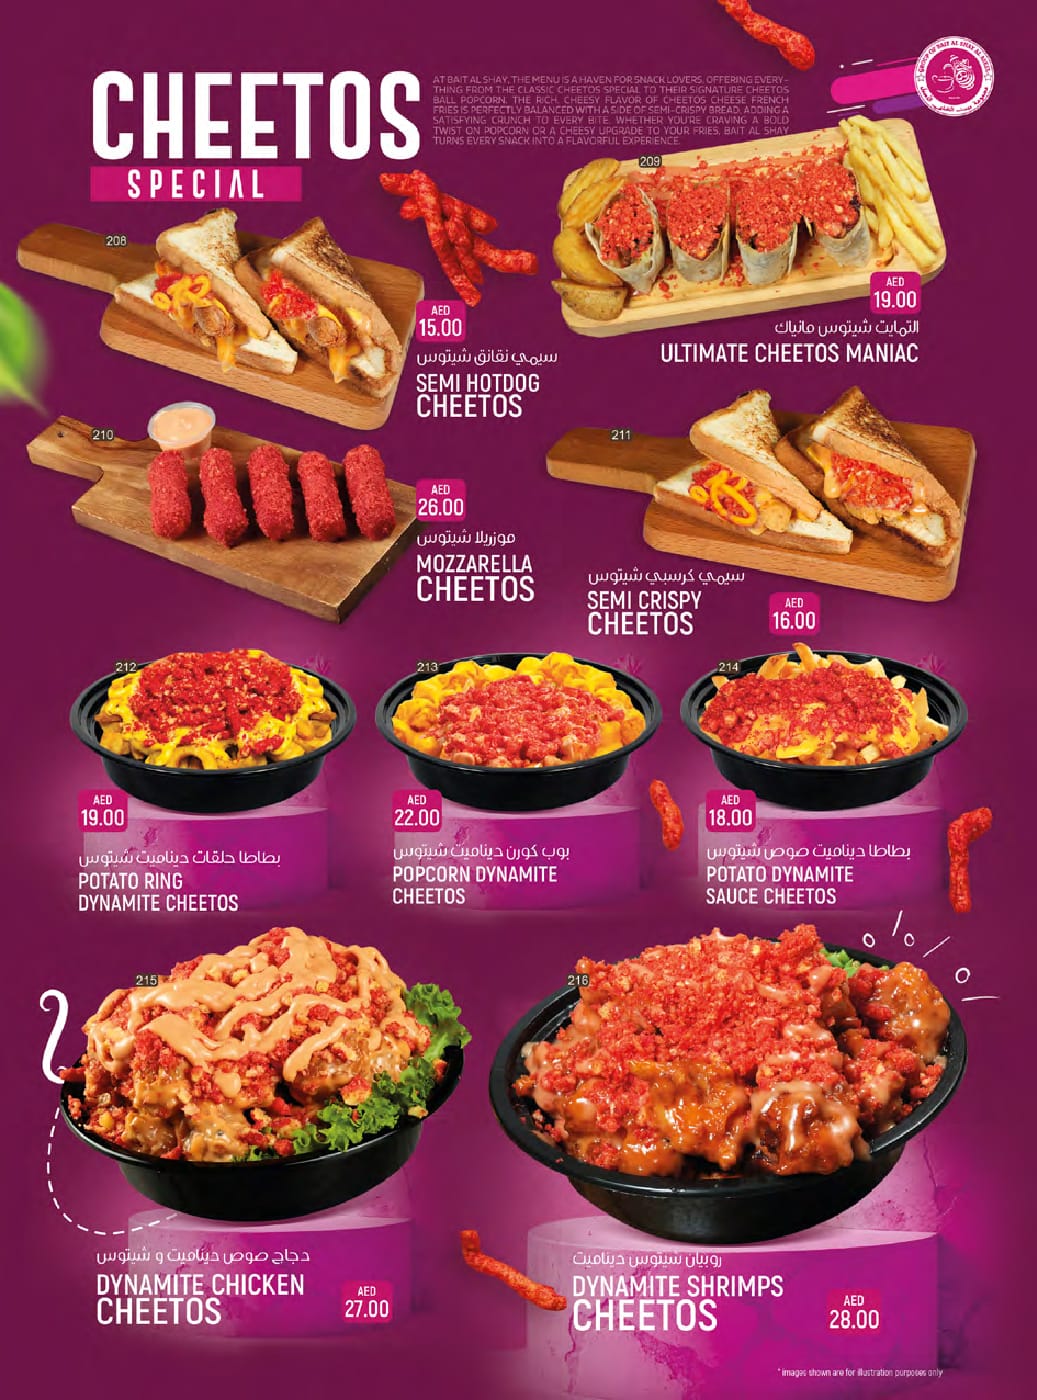 CHEETOS
SPECIAL
AT BAIT AL SHAY, THE MENU IS A HAVEN FOR SNACK LOVERS, OFFERING EVERY-
THING FROM THE CLASSIC CHEETOS SPECIAL TO THEIR SIGNATURE CHEETOS
BALL POPCORN. THE RICH, CHEESY FLAVOR OF CHEETOS CHEESE FRENCH
FRIES IS PERFECTLY BALANCED WITH A SIDE OF SEMI-CRISPY BREAD, ADDING A
SATISFYING CRUNCH TO EVERY BITE. WHETHER YOU'RE CRAVING A BOLD
TWIST ON POPCORN OR A CHEESY UPGRADE TO YOUR FRIES, BAIT AL SHAY
TURNS EVERY SNACK INTO A FLAVORFUL EXPERIENCE.
208
AED
15.00
سيمي نقانق شيتوس
SEMI HOTDOG
CHEETOS
209
AED
19.00
التمايت شيتوس مانياك
ULTIMATE CHEETOS MANIAC
210
AED
26.00
موزريلا شيتوس
MOZZARELLA
CHEETOS
211
سيمي كرسبي شيتوس
SEMI CRISPY
CHEETOS
AED
16.00
212
AED
19.00
بطاطا حلقات ديناميت شيتوس
POTATO RING
DYNAMITE CHEETOS
213
AED
22.00
بوب كورن ديناميت شيتوس
POPCORN DYNAMITE
CHEETOS
214
AED
18.00
بطاطا ديناميت صوص شيتوس
POTATO DYNAMITE
SAUCE CHEETOS
215
دجاج صوص ديناميت و شيتوس
DYNAMITE CHICKEN
CHEETOS
AED
27.00
216
روبيان شيتوس ديناميت
DYNAMITE SHRIMPS
CHEETOS
AED
28.00
* images shown are for illustration purposes only